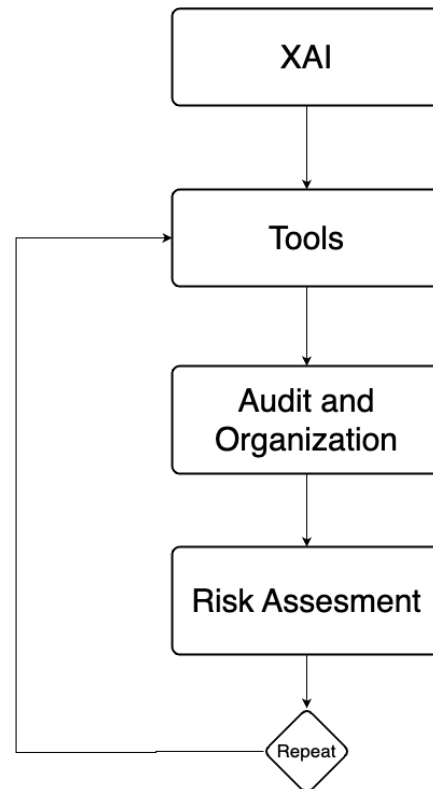 XAI
Tools
Audit and
Organization
Risk Assesment
Repeat